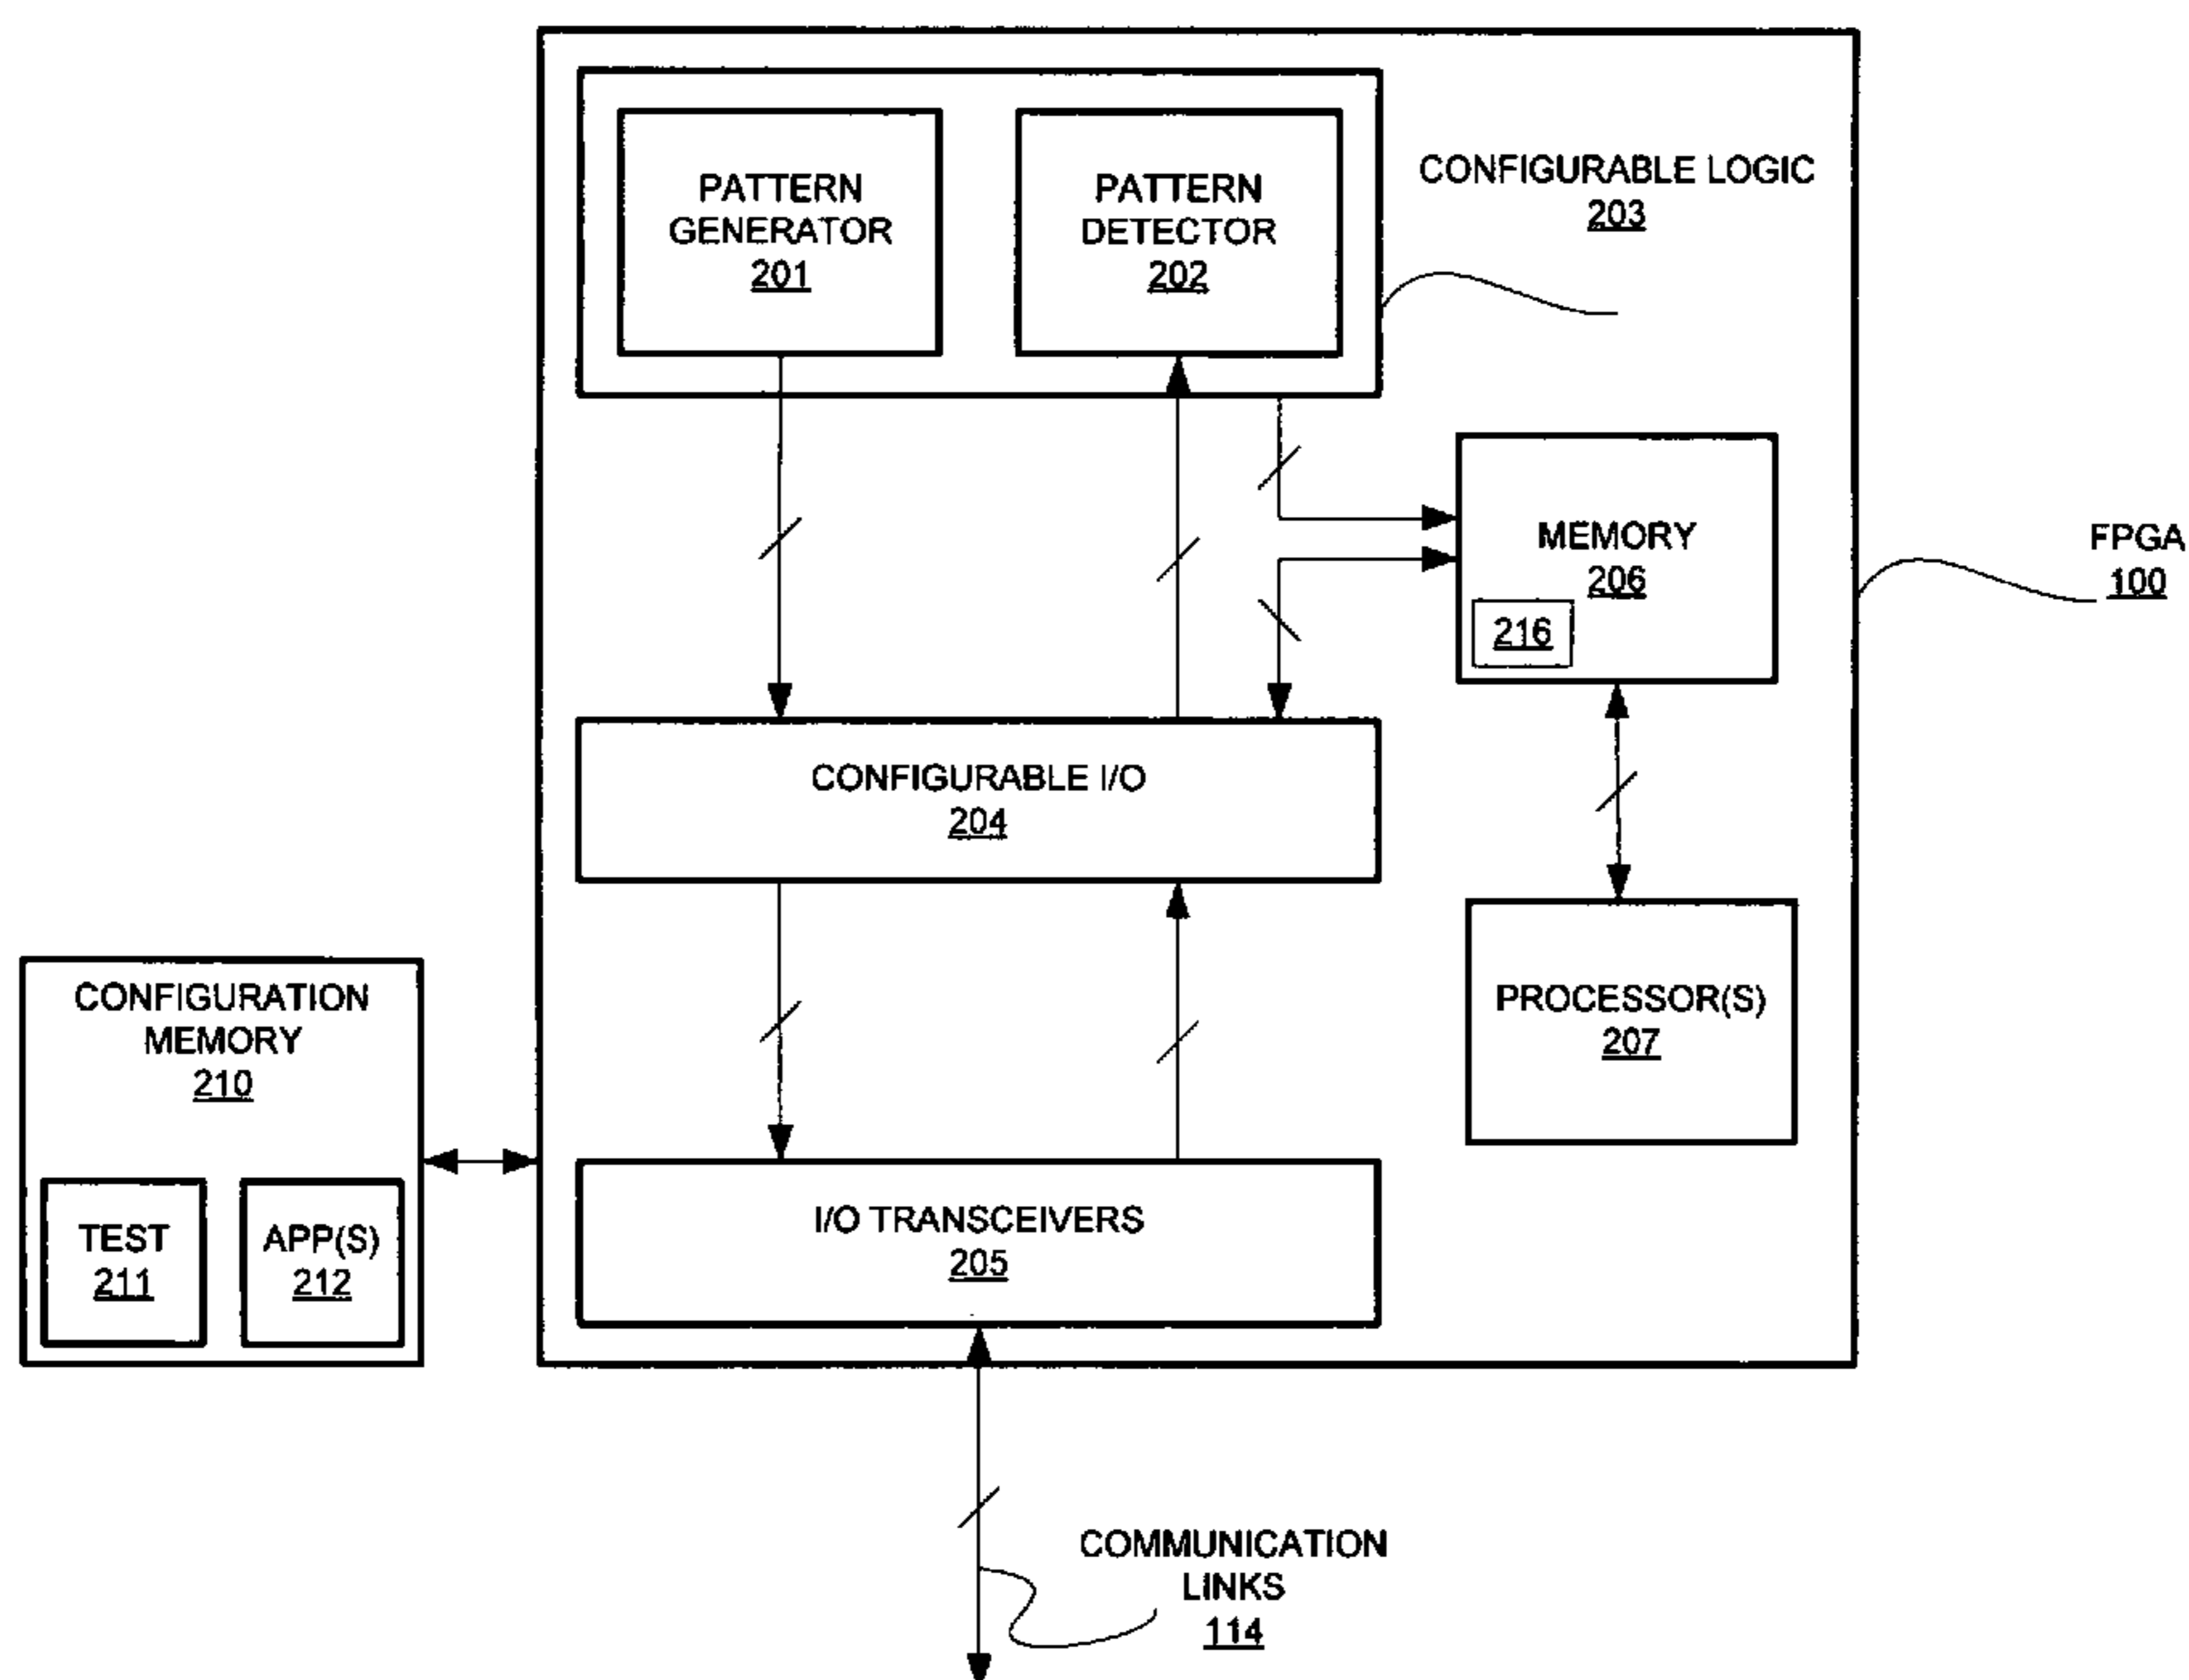 PATTERN
GENERATOR
201
PATTERN
DETECTOR
202
CONFIGURABLE LOGIC
203
MEMORY
206
216
FPGA
100
CONFIGURABLE I/O
204
PROCESSOR(S)
207
CONFIGURATION
MEMORY
210
TEST
211
APP(S)
212
I/O TRANSCEIVERS
205
COMMUNICATION
LINKS
114